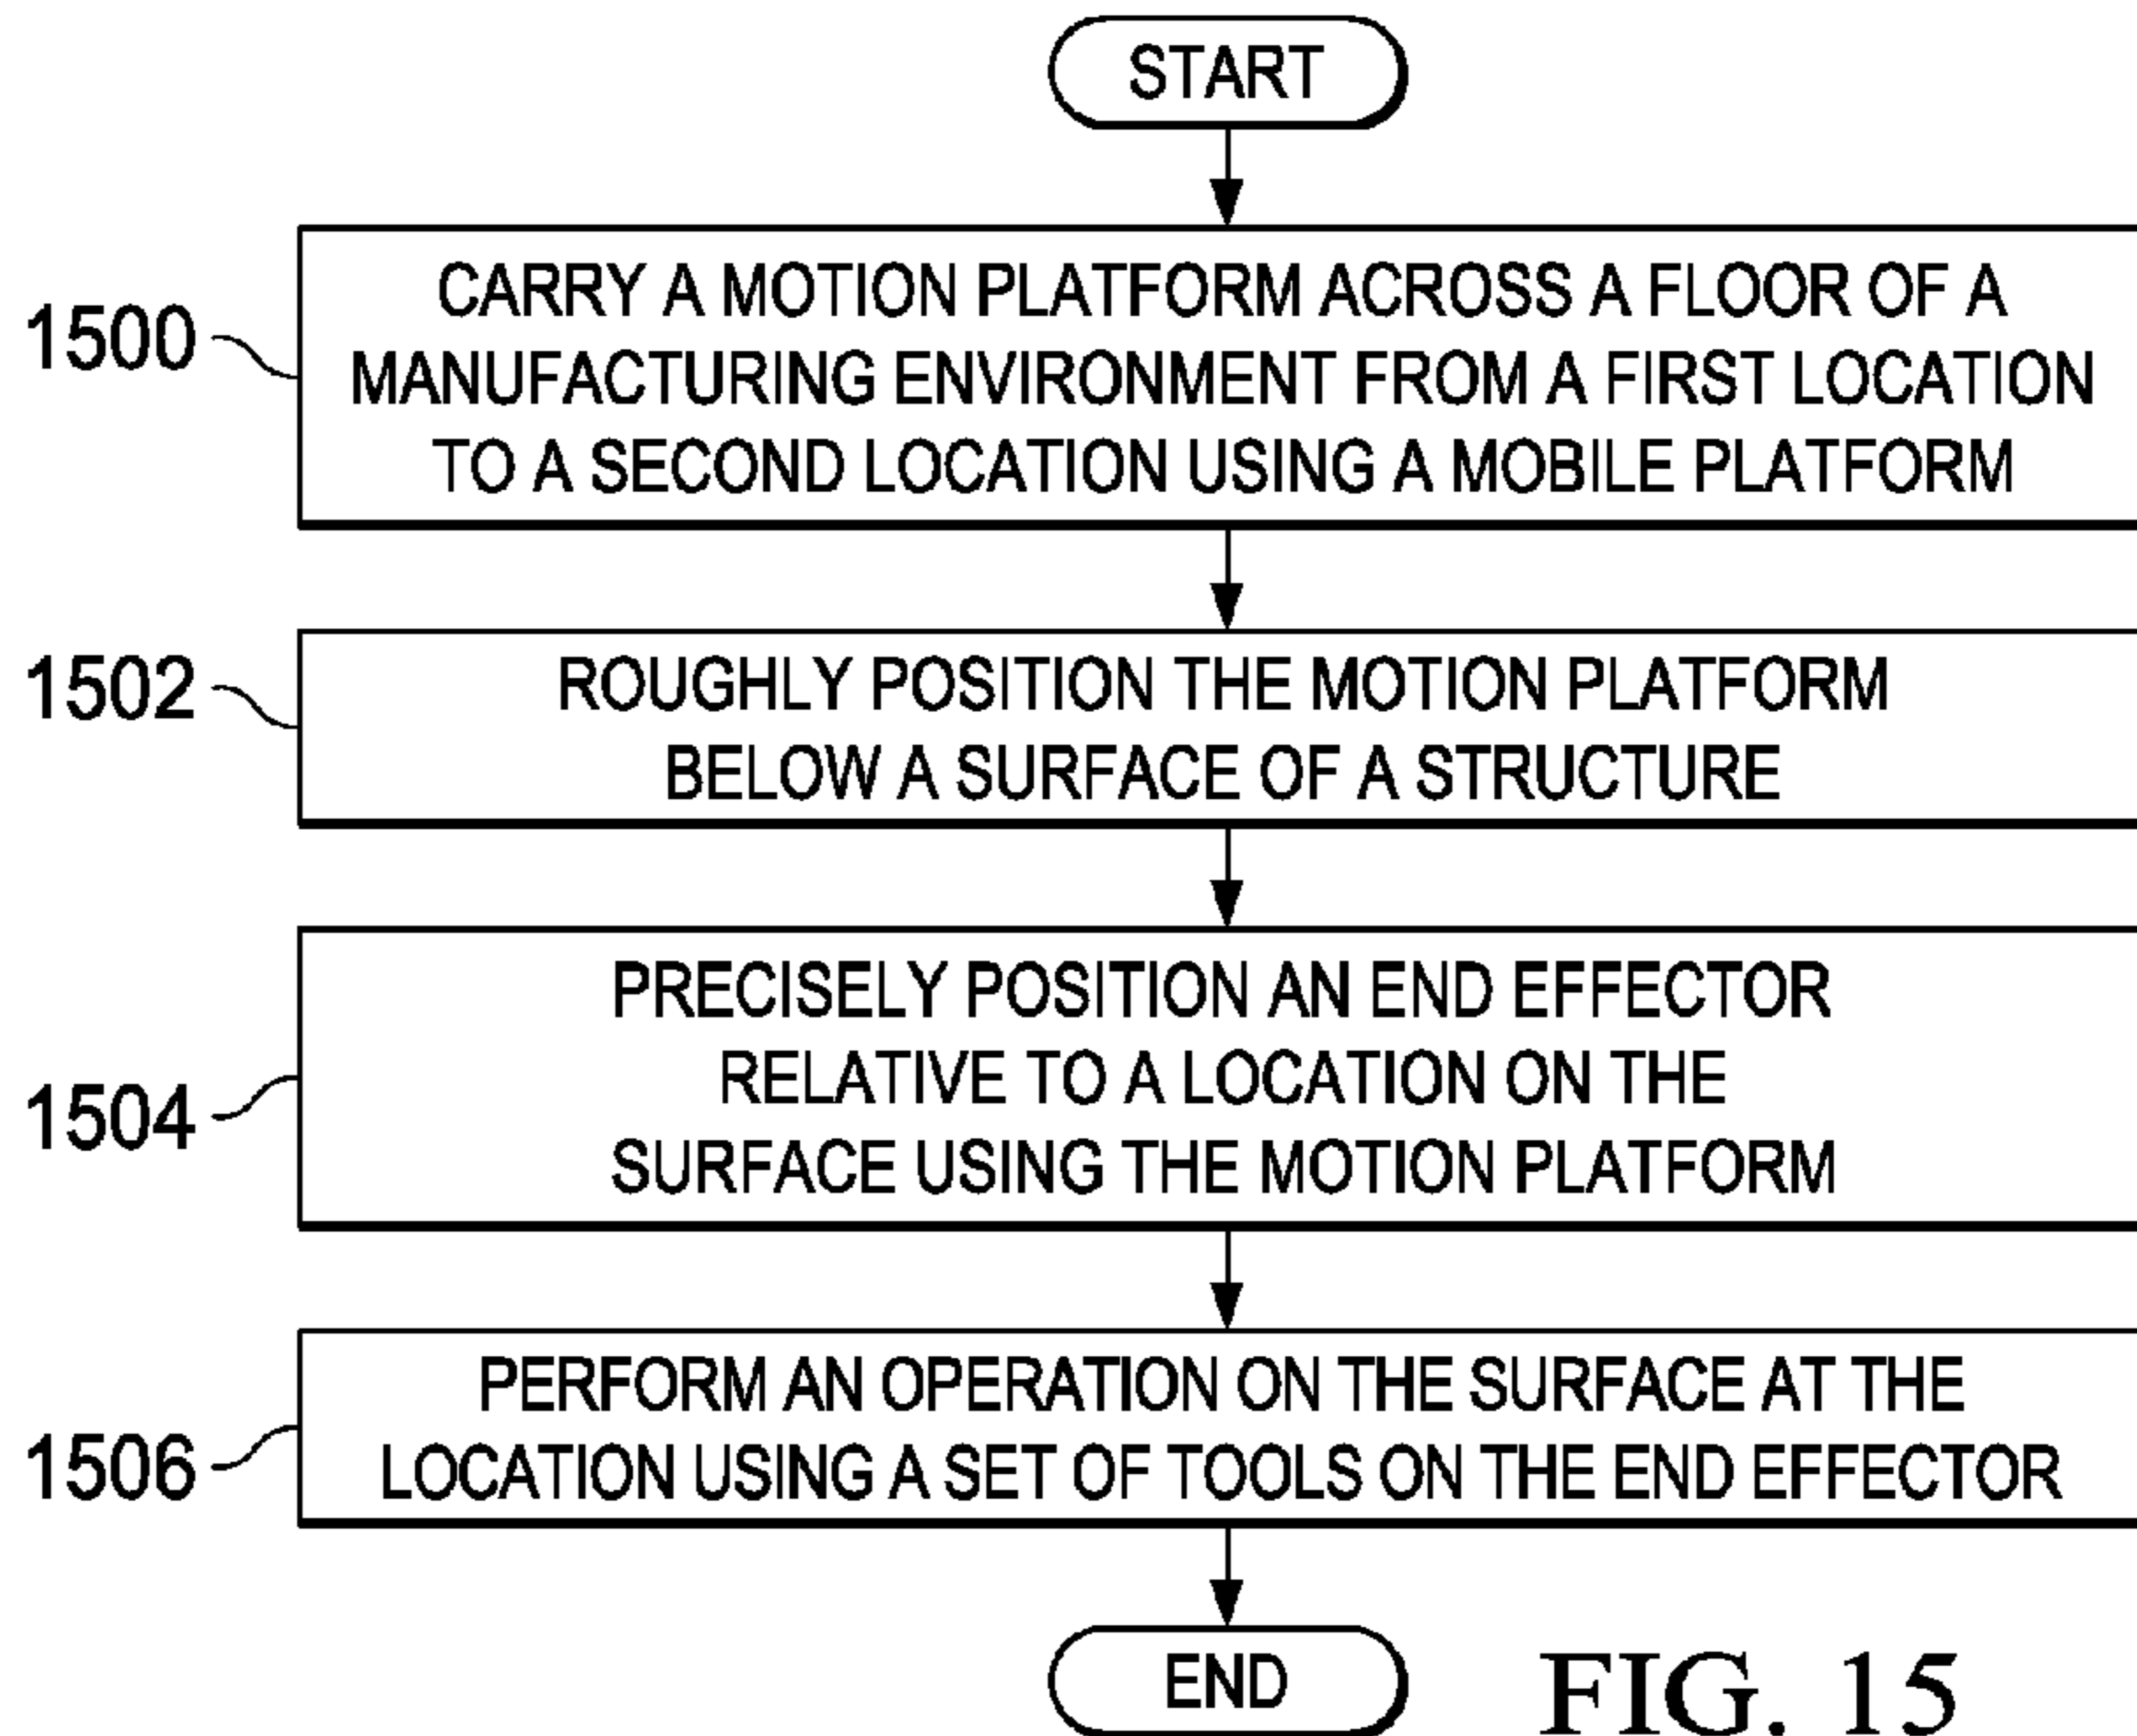 START
1500
CARRY A MOTION PLATFORM ACROSS A FLOOR OF A
MANUFACTURING ENVIRONMENT FROM A FIRST LOCATION
TO A SECOND LOCATION USING A MOBILE PLATFORM
1502
ROUGHLY POSITION THE MOTION PLATFORM
BELOW A SURFACE OF A STRUCTURE
1504
PRECISELY POSITION AN END EFFECTOR
RELATIVE TO A LOCATION ON THE
SURFACE USING THE MOTION PLATFORM
1506
PERFORM AN OPERATION ON THE SURFACE AT THE
LOCATION USING A SET OF TOOLS ON THE END EFFECTOR
END
FIG. 15